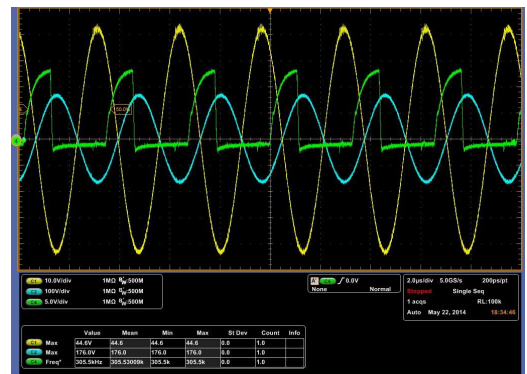 50.0%
C1 10.0V/div 1MΩ BW:500M
C2 100V/div 1MΩ BW:500M
C4 5.0V/div 1MΩ BW:500M
A' C4 / 0.0V
None Normal
2.0µs/div 5.0GS/s 200ps/pt
Stopped Single Seq
1 acqs RL:100k
Auto May 22, 2014 18:34:46
Value Mean Min Max St Dev Count Info
C1 Max 44.6V 44.6 44.6 44.6 0.0 1.0
C2 Max 176.0V 176.0 176.0 176.0 0.0 1.0
C4 Freq* 305.5kHz 305.53009k 305.5k 305.5k 0.0 1.0